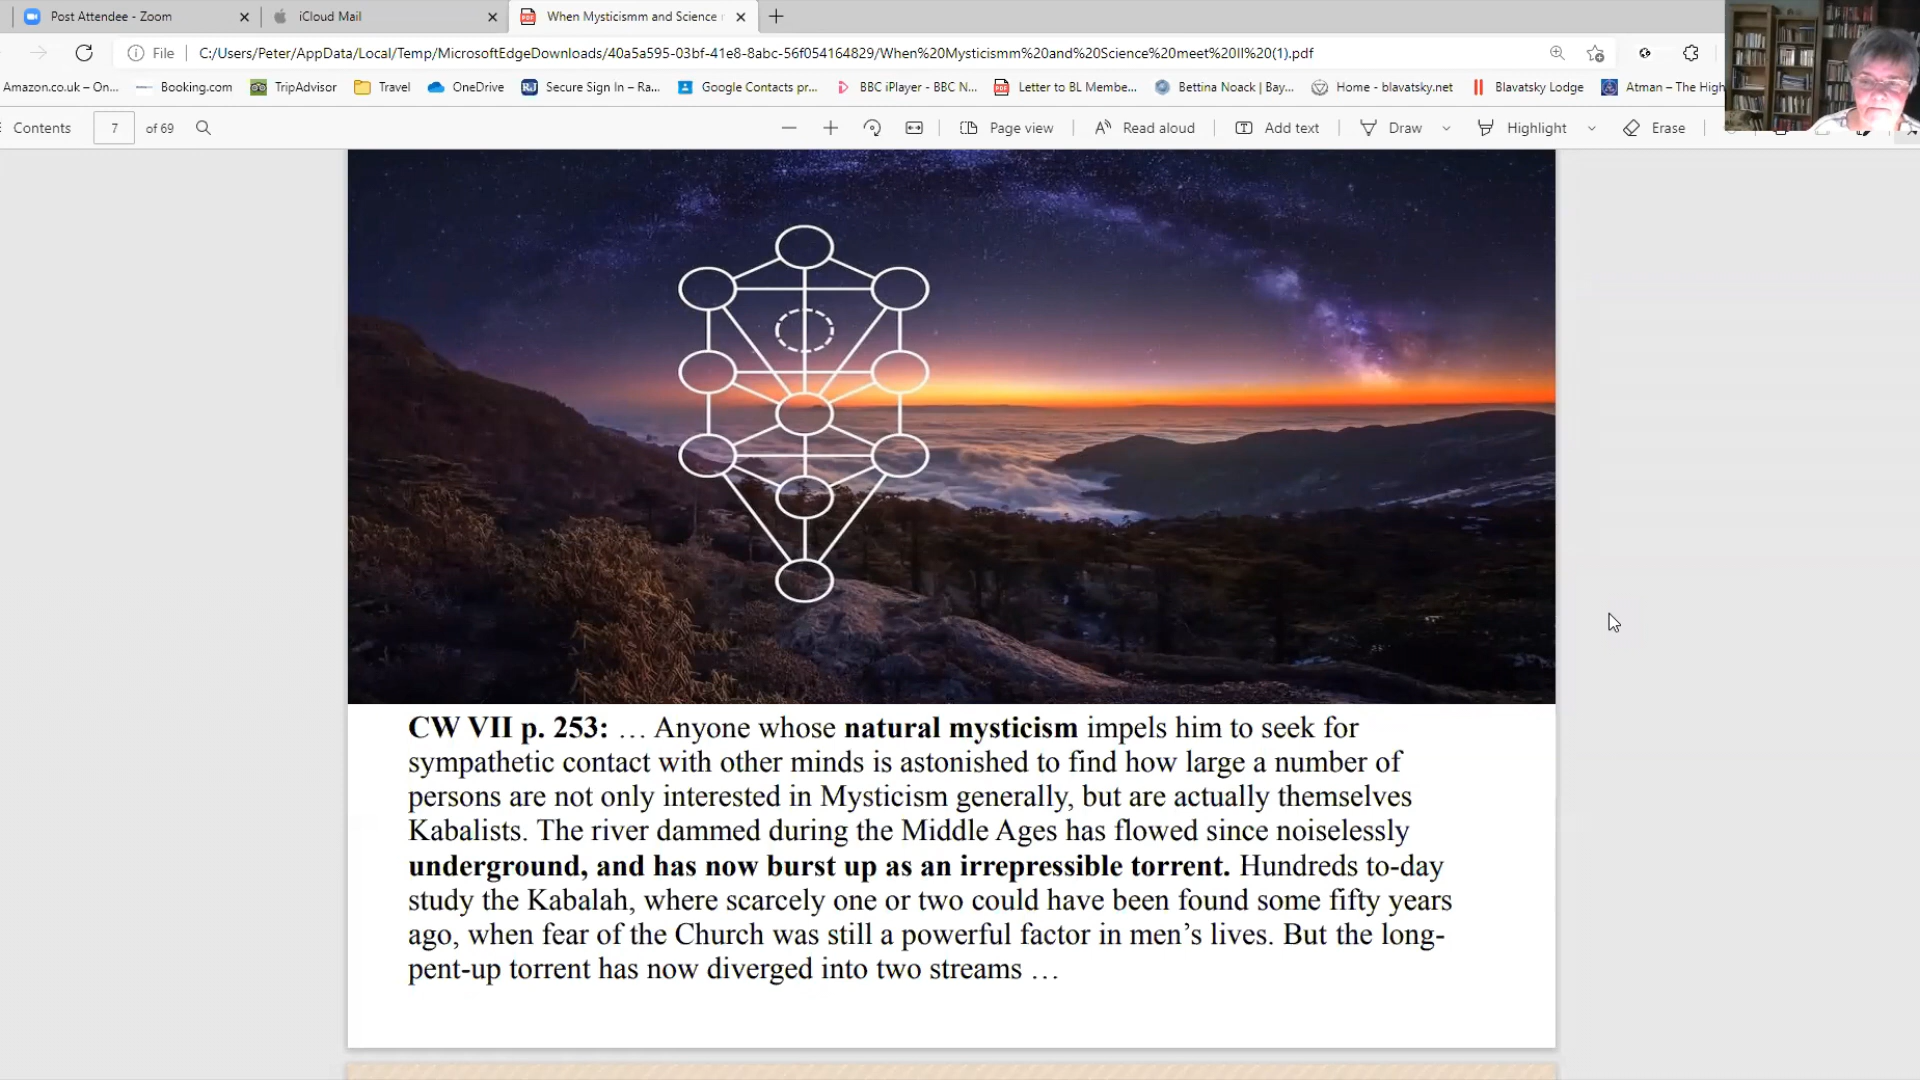 Post Attendee - Zoom
iCloud Mail
When Mysticismm and Science
File
C:/Users/Peter/AppData/Local/Temp/MicrosoftEdgeDownloads/40a5a595-03bf-41e8-8abc-56f054164829/When%20Mysticismm%20and%20Science%20meet%20II%20(1).pdf
Amazon.co.uk – On...
Booking.com
TripAdvisor
Travel
OneDrive
Secure Sign In – Ra...
Google Contacts pr...
BBC iPlayer - BBC N...
Letter to BL Membe...
Bettina Noack | Bay...
Home - blavatsky.net
Blavatsky Lodge
Atman – The High
Contents
7
of 69
Page view
Read aloud
Add text
Draw
Highlight
Erase
CW VII p. 253: … Anyone whose natural mysticism impels him to seek for
sympathetic contact with other minds is astonished to find how large a number of
persons are not only interested in Mysticism generally, but are actually themselves
Kabalists. The river dammed during the Middle Ages has flowed since noiselessly
underground, and has now burst up as an irrepressible torrent. Hundreds to-day
study the Kabalah, where scarcely one or two could have been found some fifty years
ago, when fear of the Church was still a powerful factor in men’s lives. But the long-
pent-up torrent has now diverged into two streams …